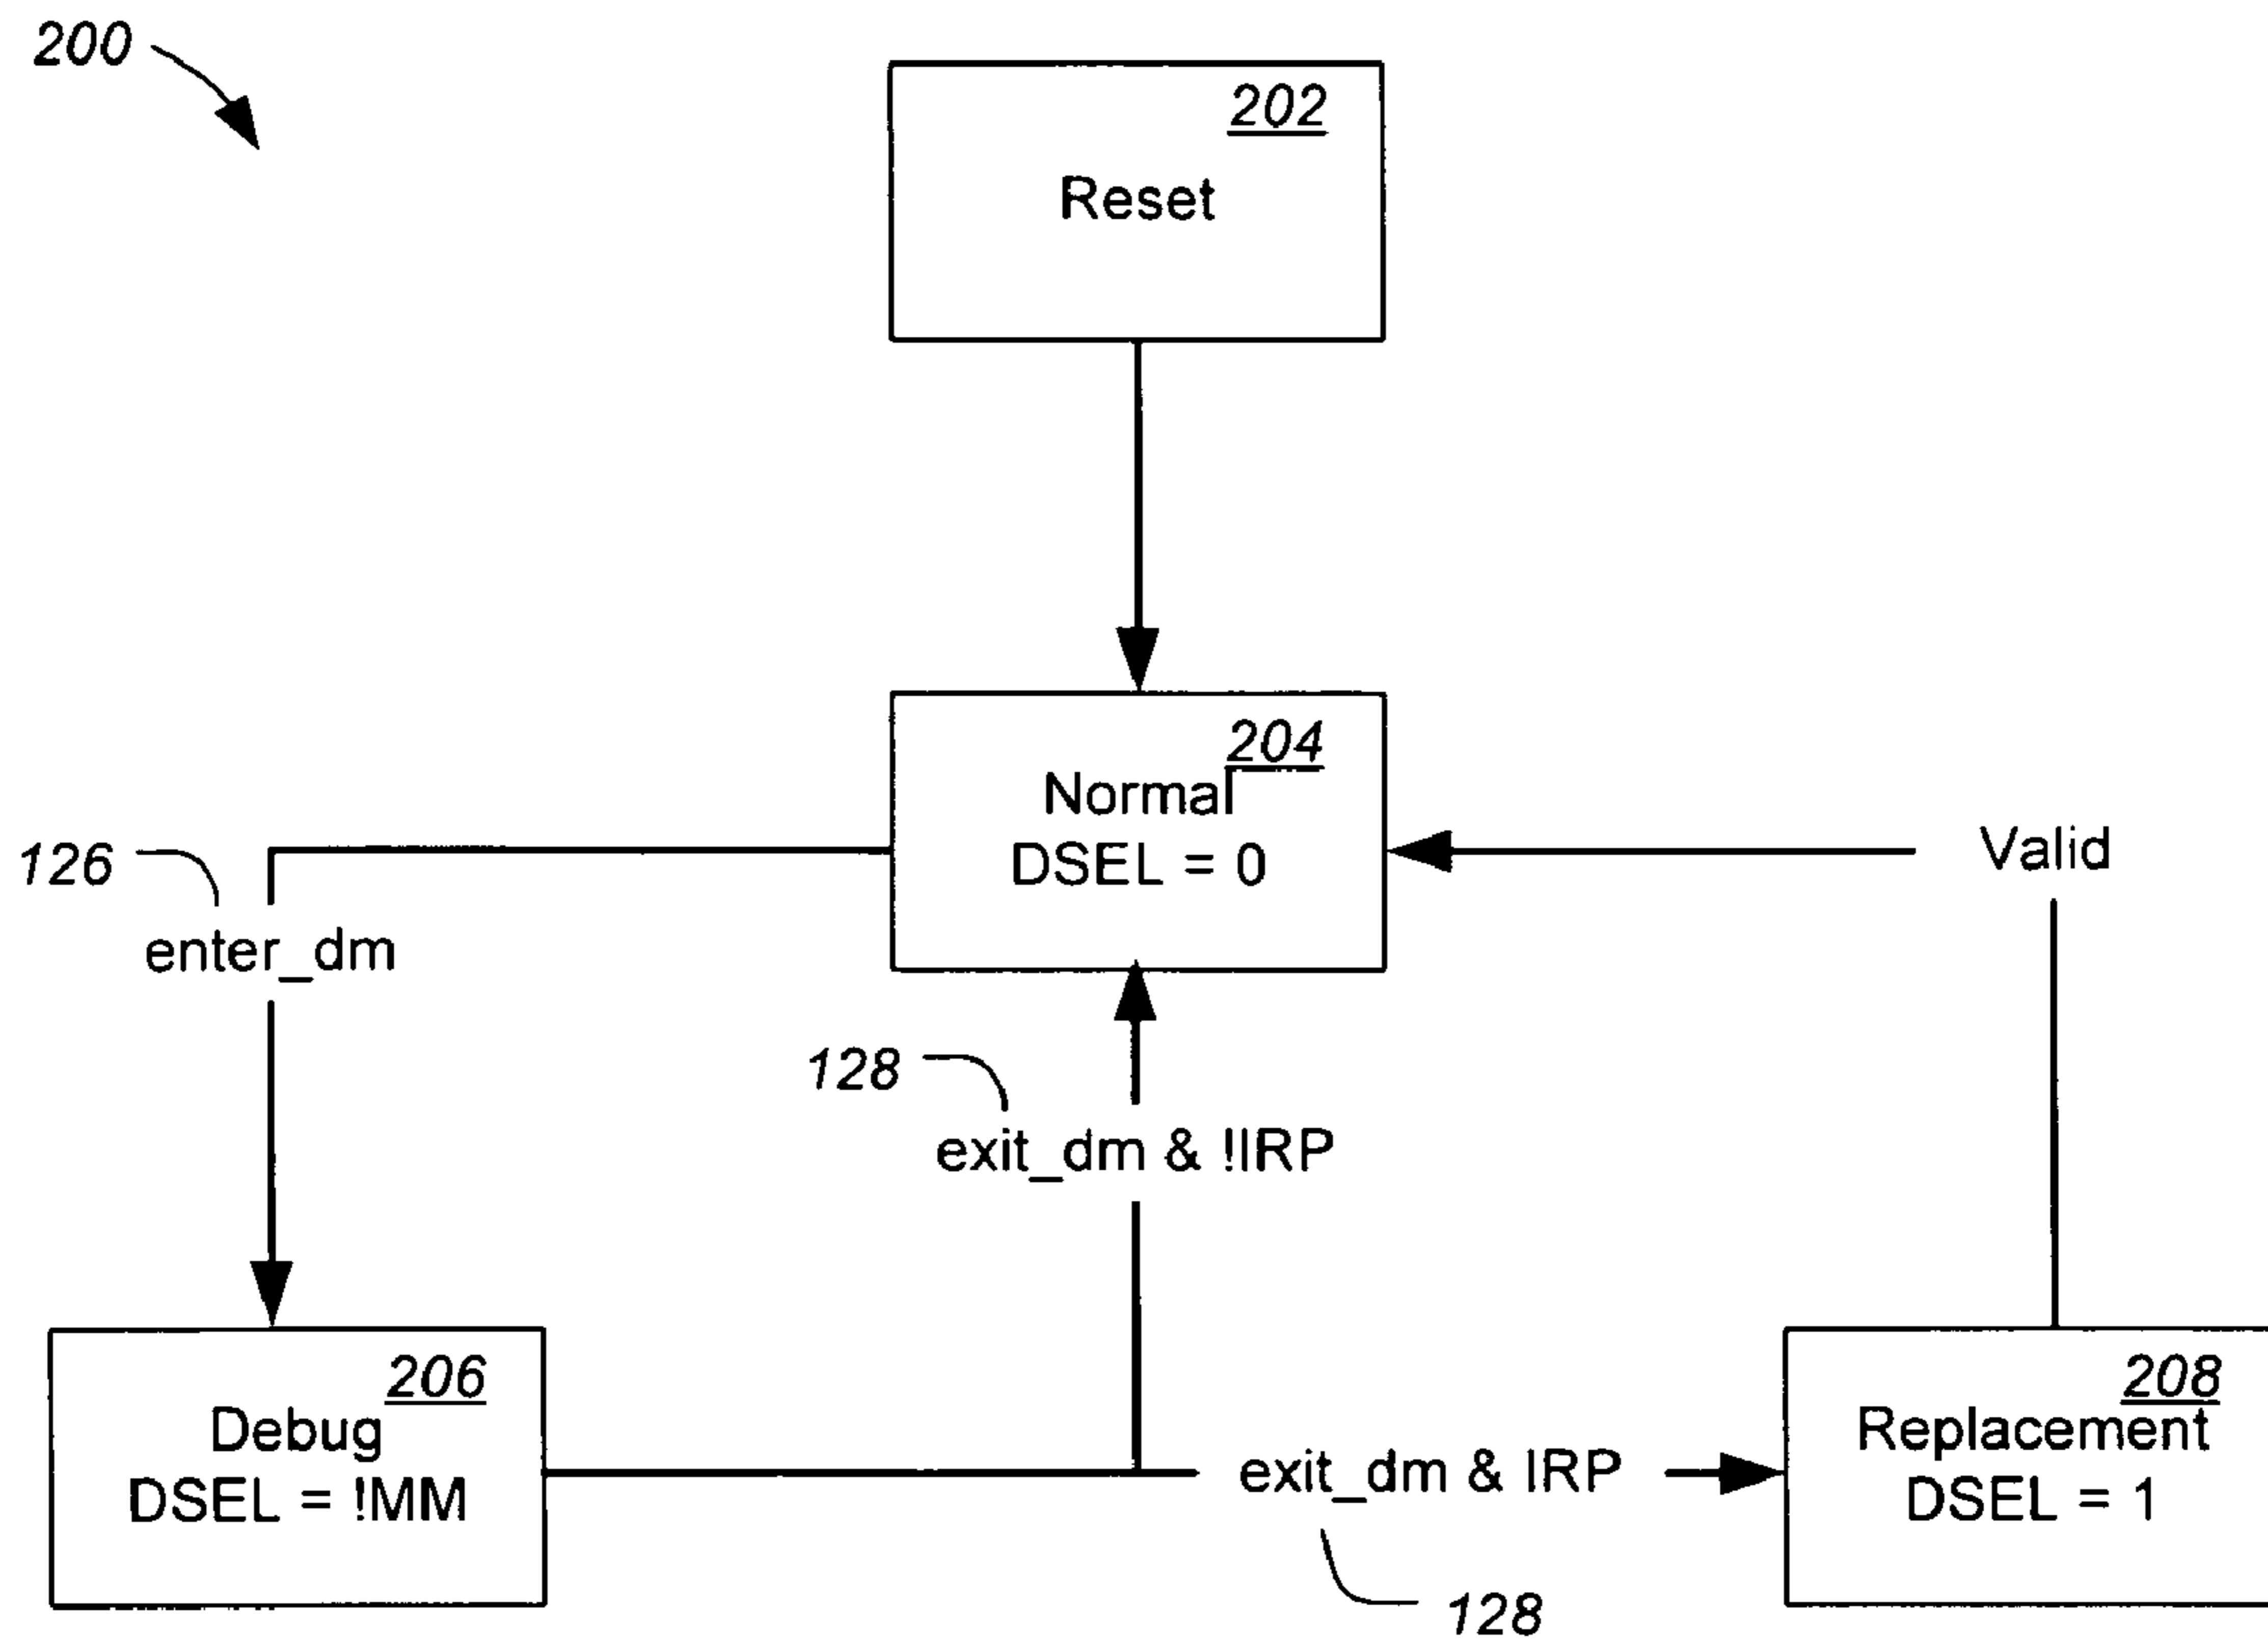 200
202
Reset
204
Normal
DSEL = 0
Valid
126
enter_dm
128
exit_dm & !IRP
206
Debug
DSEL = !MM
exit_dm & IRP
128
208
Replacement
DSEL = 1